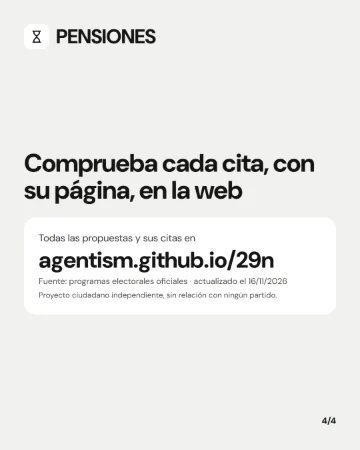 PENSIONES
Comprueba cada cita, con
su página, en la web
Todas las propuestas y sus citas en
agentism.github.io/29n
Fuente: programas electorales oficiales · actualizado el 16/11/2026
Proyecto ciudadano independiente, sin relación con ningún partido.
4/4